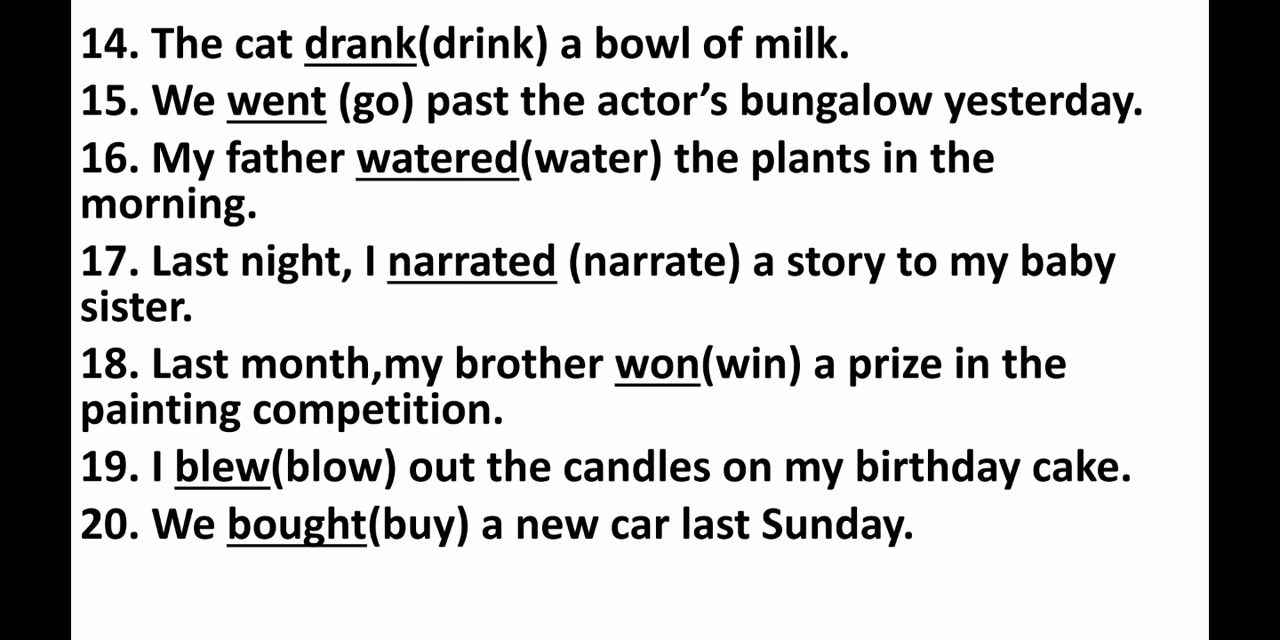 14. The cat drank(drink) a bowl of milk.
15. We went (go) past the actor’s bungalow yesterday.
16. My father watered(water) the plants in the
morning.
17. Last night, I narrated (narrate) a story to my baby
sister.
18. Last month,my brother won(win) a prize in the
painting competition.
19. I blew(blow) out the candles on my birthday cake.
20. We bought(buy) a new car last Sunday.